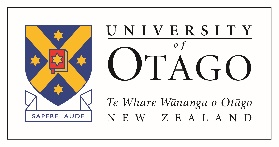 UNIVERSITY
of
OTAGO
Te Whare Wānanga o Otāgo
NEW ZEALAND
SAPERE AUDE